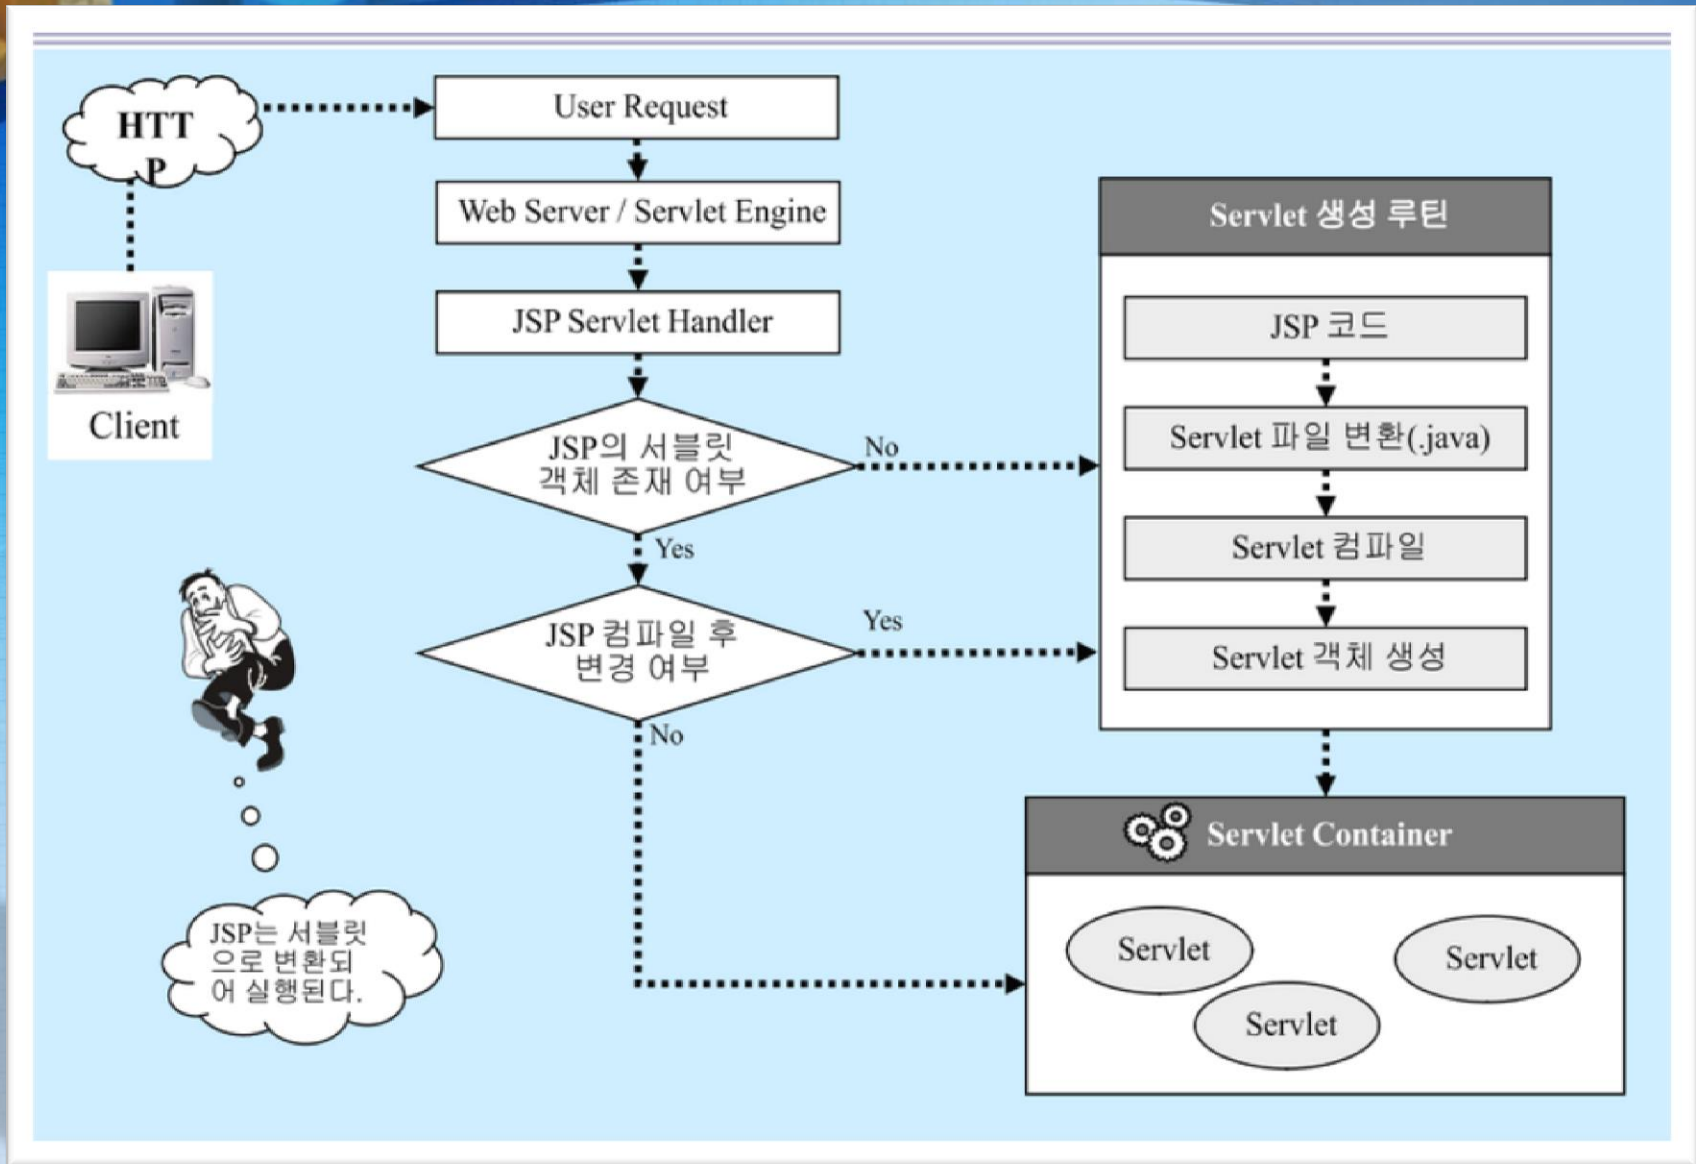 HTT
P
Client
User Request
Web Server / Servlet Engine
JSP Servlet Handler
JSP의 서블릿
객체 존재 여부
No
Yes
JSP 컴파일 후
변경 여부
Yes
No
Servlet 생성 루틴
JSP 코드
Servlet 파일 변환(.java)
Servlet 컴파일
Servlet 객체 생성
Servlet Container
Servlet
Servlet
Servlet
JSP는 서블릿
으로 변환되
어 실행된다.